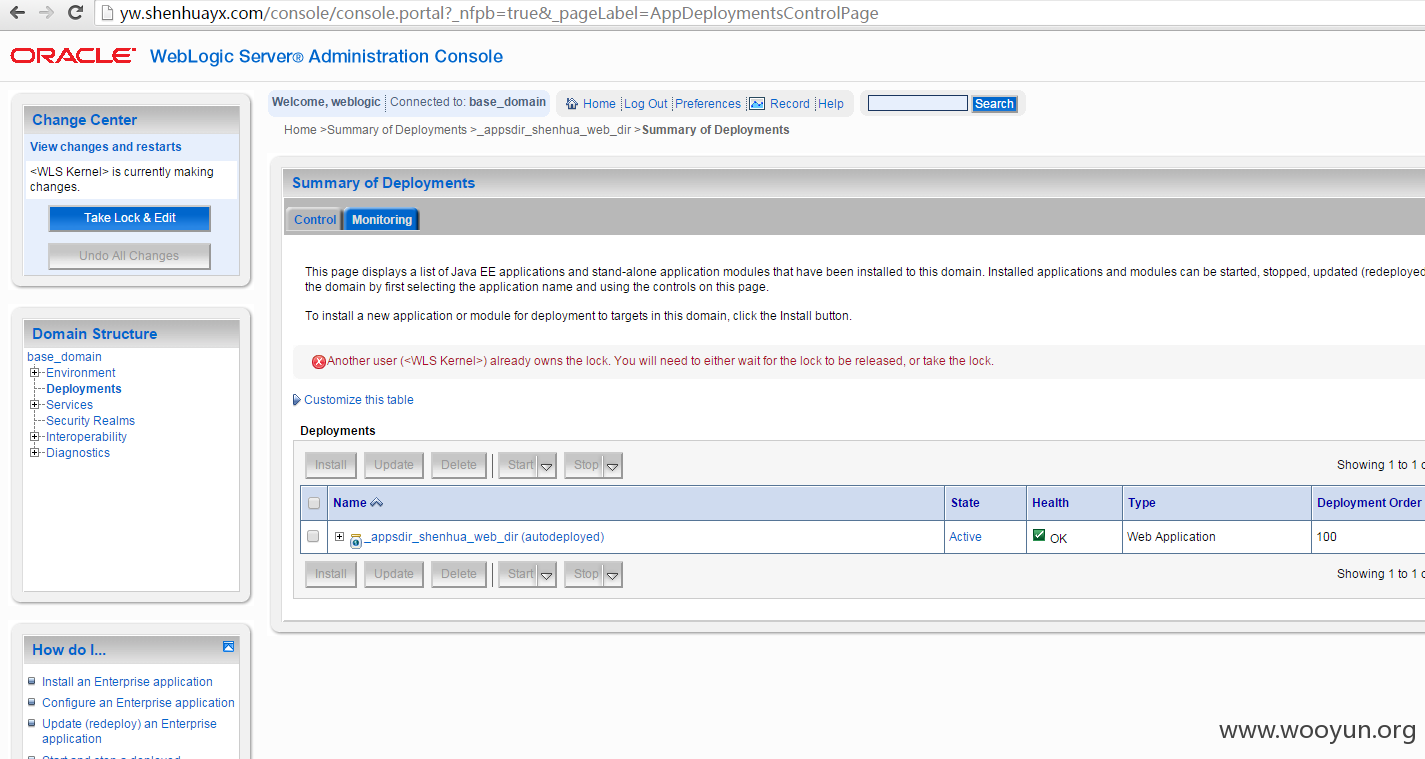 yw.shenhuayx.com/console/console.portal?_nfpb=true&_pageLabel=AppDeploymentsControlPage
ORACLE® WebLogic Server® Administration Console
Change Center
View changes and restarts
<WLS Kernel> is currently making
changes.
Take Lock & Edit
Undo All Changes
Domain Structure
base_domain
Environment
Deployments
Services
Security Realms
Interoperability
Diagnostics
How do I...
Install an Enterprise application
Configure an Enterprise application
Update (redeploy) an Enterprise
application
Start and stop a deployed
Welcome, weblogic Connected to: base_domain
Home Log Out Preferences Record Help
Search
Home >Summary of Deployments >_appsdir_shenhua_web_dir >Summary of Deployments
Summary of Deployments
Control Monitoring
This page displays a list of Java EE applications and stand-alone application modules that have been installed to this domain. Installed applications and modules can be started, stopped, updated (redeployed
the domain by first selecting the application name and using the controls on this page.
To install a new application or module for deployment to targets in this domain, click the Install button.
Another user (<WLS Kernel>) already owns the lock. You will need to either wait for the lock to be released, or take the lock.
Customize this table
Deployments
Install Update Delete Start Stop Showing 1 to 1 o
Name State Health Type Deployment Order
_appsdir_shenhua_web_dir (autodeployed) Active OK Web Application 100
Install Update Delete Start Stop Showing 1 to 1 o
www.wooyun.org